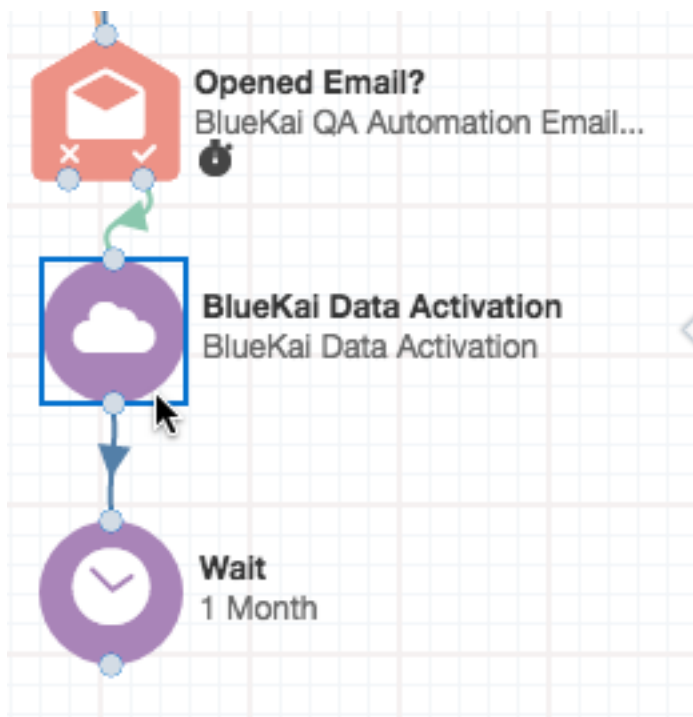 Opened Email?
BlueKai QA Automation Email...
BlueKai Data Activation
BlueKai Data Activation
Wait
1 Month